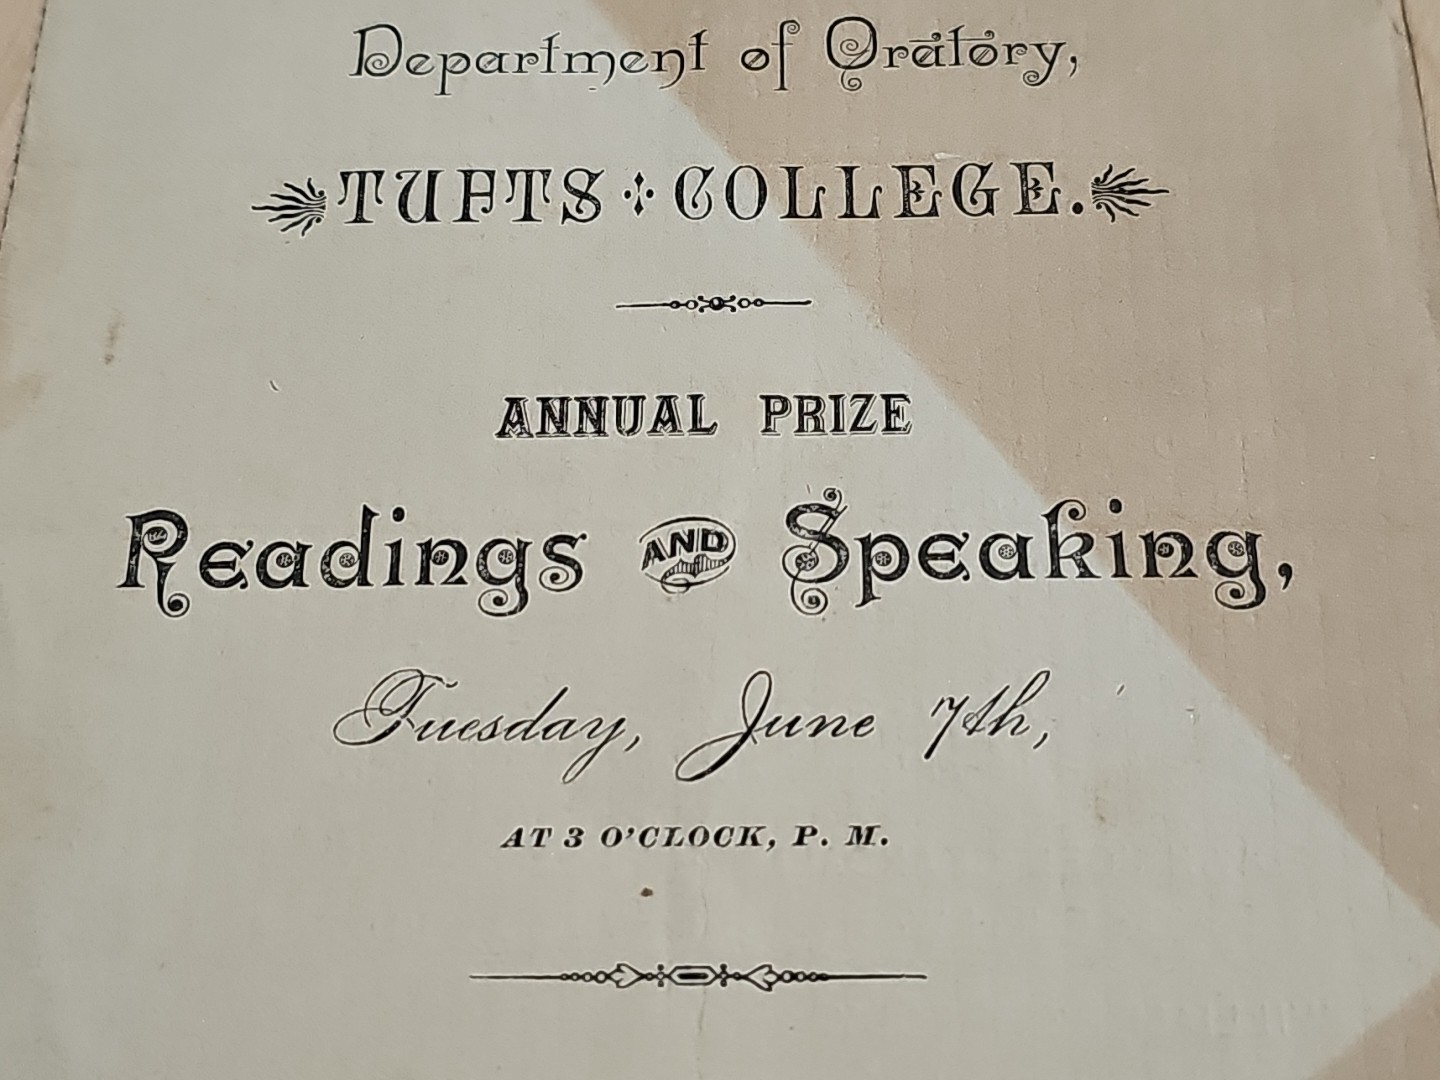 Department of Oratory,
TUFTS COLLEGE.
ANNUAL PRIZE
Readings AND Speaking,
Tuesday, June 7th,
AT 3 O'CLOCK, P. M.